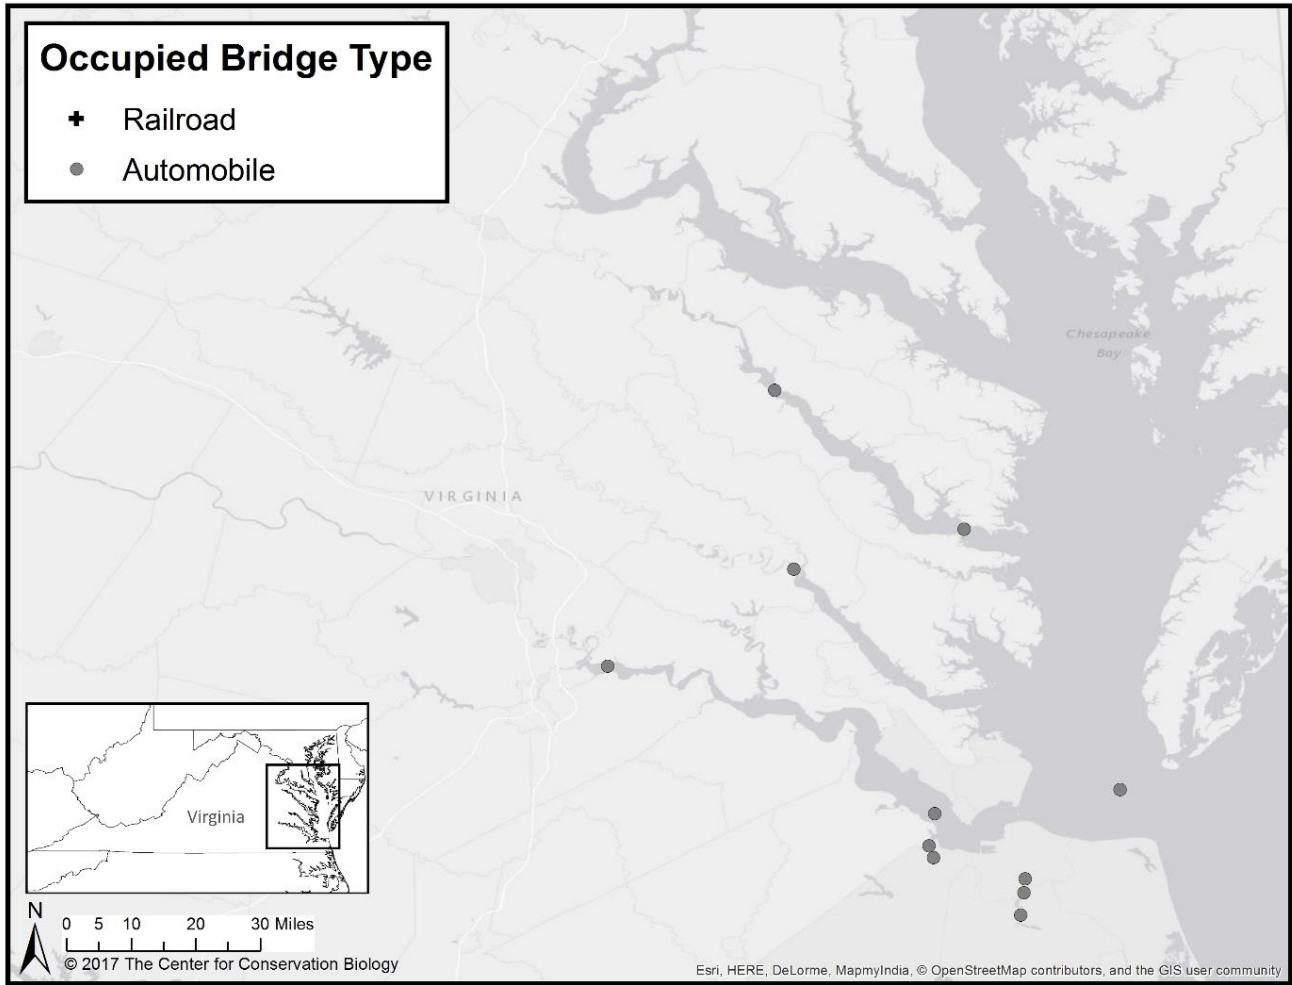 Occupied Bridge Type
Railroad
Automobile
Chesapeake
Bay
VIRGINIA
Virginia
N
0 5 10 20 30 Miles
© 2017 The Center for Conservation Biology
Esri, HERE, DeLorme, MapmyIndia, © OpenStreetMap contributors, and the GIS user community